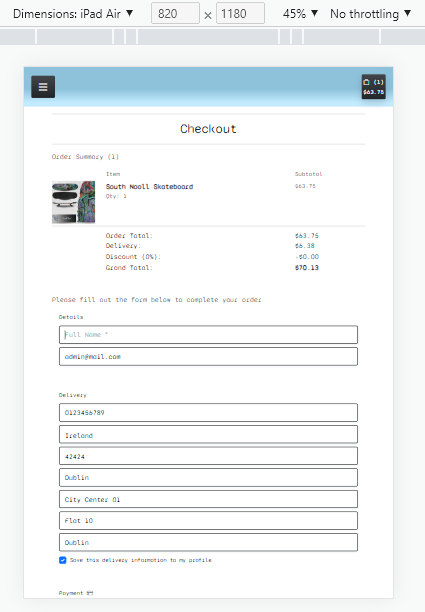 Dimensions: iPad Air ▼ 820 × 1180 45% ▼ No throttling ▼
(1)
$63.75
Checkout
Order Summary (1)
Item Subtotal
South Nooll Skateboard $63.75
Qty: 1
Order Total: $63.75
Delivery: $6.38
Discount (0%): -$0.00
Grand Total: $70.13
Please fill out the form below to complete your order
Details
Full Name *
admin@mail.com
Delivery
0123456789
Ireland
42424
Dublin
City Center 01
Flat 10
Dublin
Save this delivery information to my profile
Payment